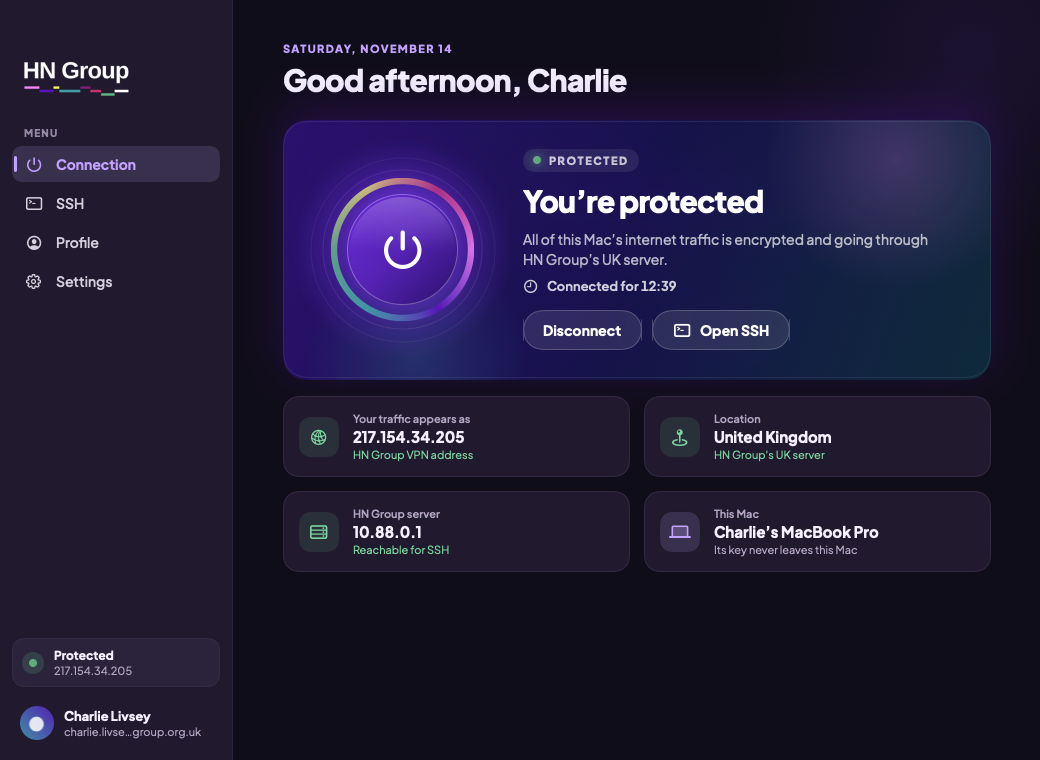 HN Group
MENU
Connection
SSH
Profile
Settings
Protected
217.154.34.205
Charlie Livsey
charlie.livse...group.org.uk
SATURDAY, NOVEMBER 14
Good afternoon, Charlie
PROTECTED
You’re protected
All of this Mac’s internet traffic is encrypted and going through
HN Group’s UK server.
Connected for 12:39
Disconnect
Open SSH
Your traffic appears as
217.154.34.205
HN Group VPN address
Location
United Kingdom
HN Group’s UK server
HN Group server
10.88.0.1
Reachable for SSH
This Mac
Charlie’s MacBook Pro
Its key never leaves this Mac